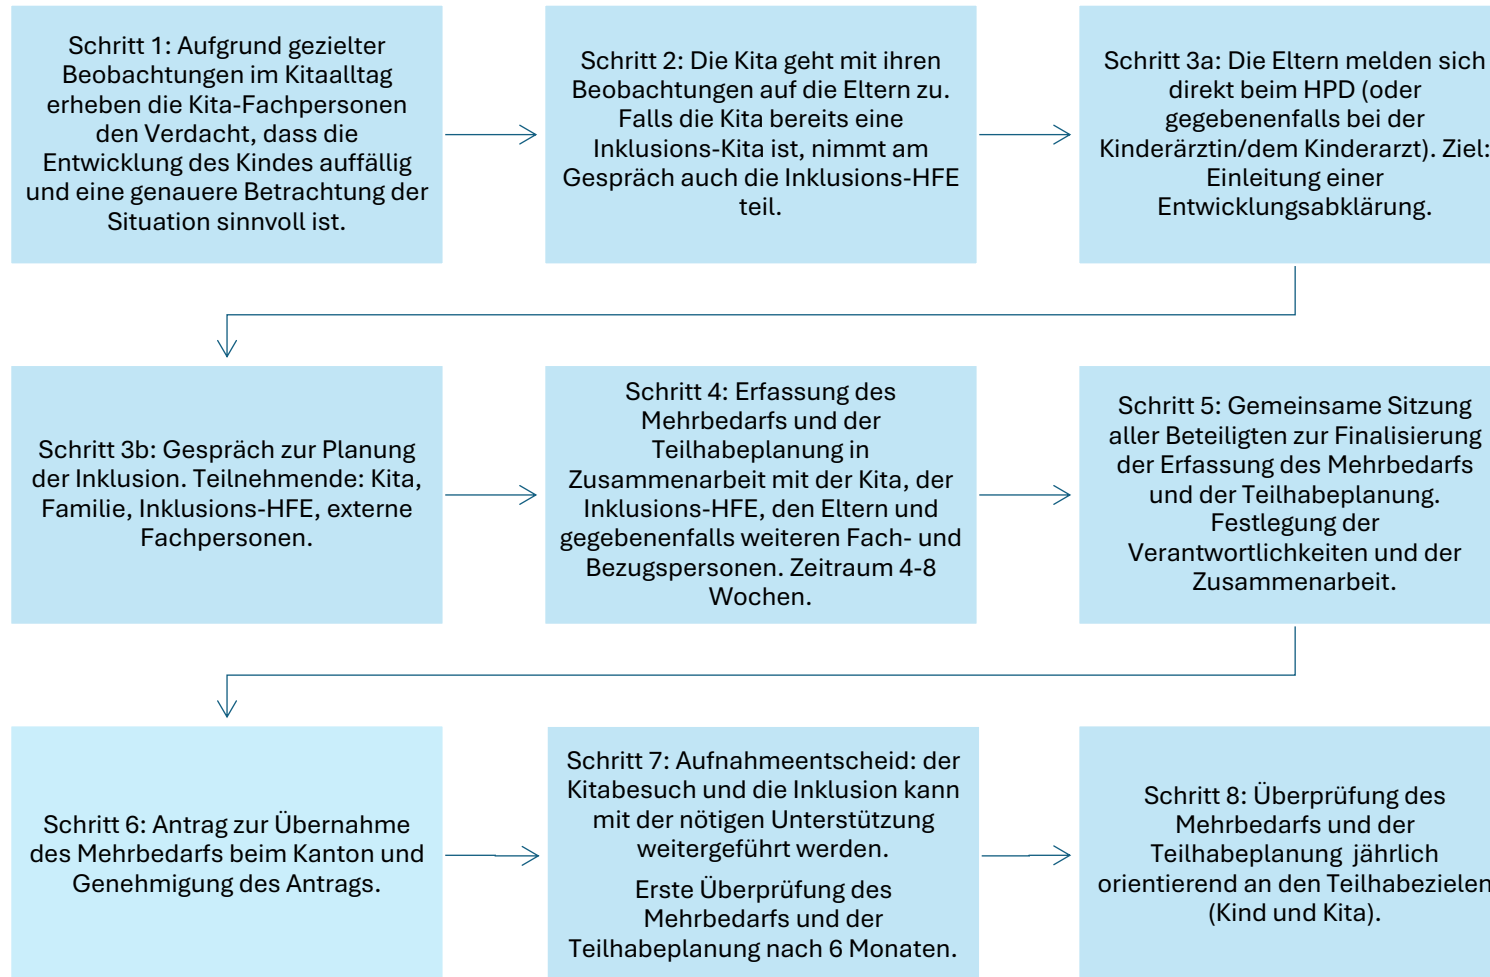 Schritt 1: Aufgrund gezielter
Beobachtungen im Kitaalltag
erheben die Kita-Fachpersonen
den Verdacht, dass die
Entwicklung des Kindes auffällig
und eine genauere Betrachtung der
Situation sinnvoll ist.
Schritt 2: Die Kita geht mit ihren
Beobachtungen auf die Eltern zu.
Falls die Kita bereits eine
Inklusions-Kita ist, nimmt am
Gespräch auch die Inklusions-HFE
teil.
Schritt 3a: Die Eltern melden sich
direkt beim HPD (oder
gegebenenfalls bei der
Kinderärztin/dem Kinderarzt). Ziel:
Einleitung einer
Entwicklungsabklärung.
Schritt 3b: Gespräch zur Planung
der Inklusion. Teilnehmende: Kita,
Familie, Inklusions-HFE, externe
Fachpersonen.
Schritt 4: Erfassung des
Mehrbedarfs und der
Teilhabeplanung in
Zusammenarbeit mit der Kita, der
Inklusions-HFE, den Eltern und
gegebenenfalls weiteren Fach- und
Bezugspersonen. Zeitraum 4-8
Wochen.
Schritt 5: Gemeinsame Sitzung
aller Beteiligten zur Finalisierung
der Erfassung des Mehrbedarfs
und der Teilhabeplanung.
Festlegung der
Verantwortlichkeiten und der
Zusammenarbeit.
Schritt 6: Antrag zur Übernahme
des Mehrbedarfs beim Kanton und
Genehmigung des Antrags.
Schritt 7: Aufnahmeentscheid: der
Kitabesuch und die Inklusion kann
mit der nötigen Unterstützung
weitergeführt werden.
Erste Überprüfung des
Mehrbedarfs und der
Teilhabeplanung nach 6 Monaten.
Schritt 8: Überprüfung des
Mehrbedarfs und der
Teilhabeplanung jährlich
orientierend an den Teilhabezielen
(Kind und Kita).